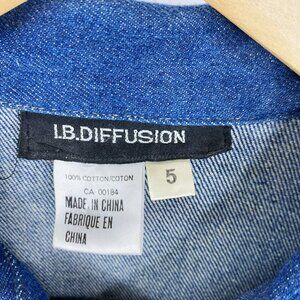 I.B.DIFFUSION
100% COTTON/COTON
CA 00184
MADE IN CHINA
FABRIQUE EN
CHINA
5